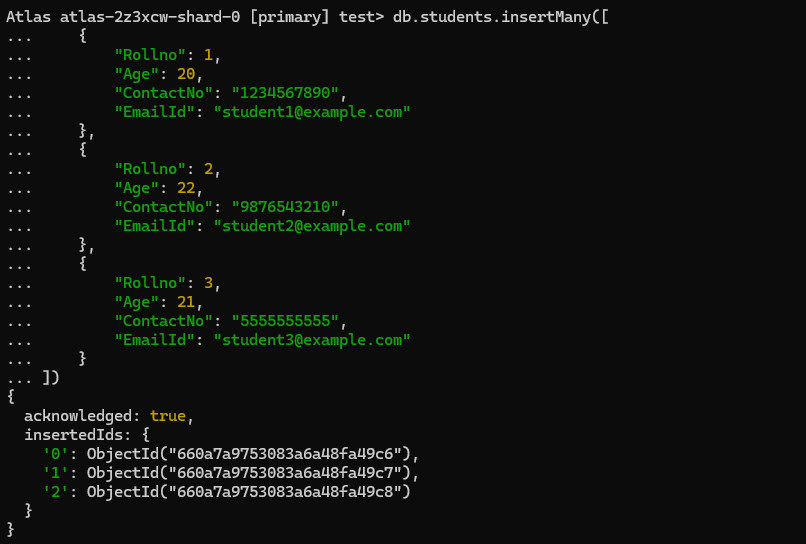 Atlas atlas-2z3xcw-shard-0 [primary] test> db.students.insertMany([
...     {
...         "Rollno": 1,
...         "Age": 20,
...         "ContactNo": "1234567890",
...         "EmailId": "student1@example.com"
...     },
...     {
...         "Rollno": 2,
...         "Age": 22,
...         "ContactNo": "9876543210",
...         "EmailId": "student2@example.com"
...     },
...     {
...         "Rollno": 3,
...         "Age": 21,
...         "ContactNo": "5555555555",
...         "EmailId": "student3@example.com"
...     }
... ])
{
  acknowledged: true,
  insertedIds: {
    '0': ObjectId("660a7a9753083a6a48fa49c6"),
    '1': ObjectId("660a7a9753083a6a48fa49c7"),
    '2': ObjectId("660a7a9753083a6a48fa49c8")
  }
}